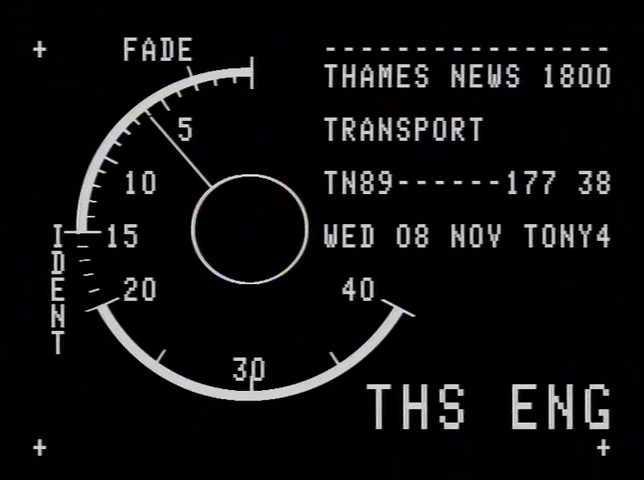 +
FADE
----------------
THAMES NEWS 1800
5
TRANSPORT
10
TN89------177 38
IDENT
15
WED 08 NOV TONY4
20
40
30
THS ENG
+
+